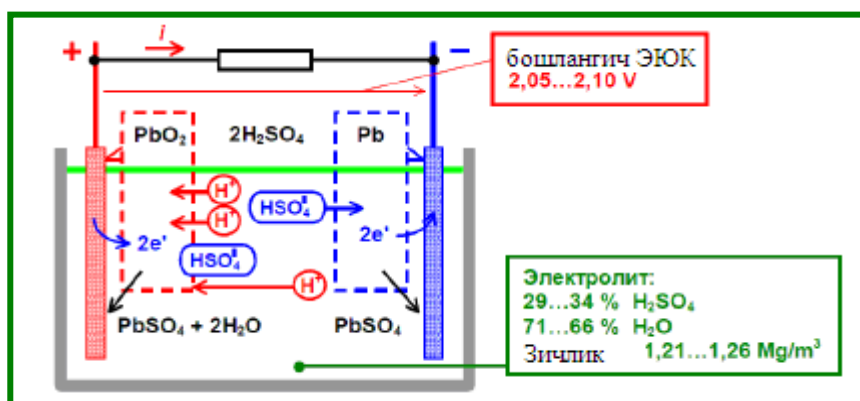 + i −
бошлангич ЭЮК
2,05...2,10 V
PbO₂ 2H₂SO₄ Pb
H⁺
H⁺
HSO₄
2e' 2e'
HSO₄
H⁺
PbSO₄ + 2H₂O PbSO₄
Электролит:
29...34 % H₂SO₄
71...66 % H₂O
Зичлик 1,21...1,26 Mg/m³